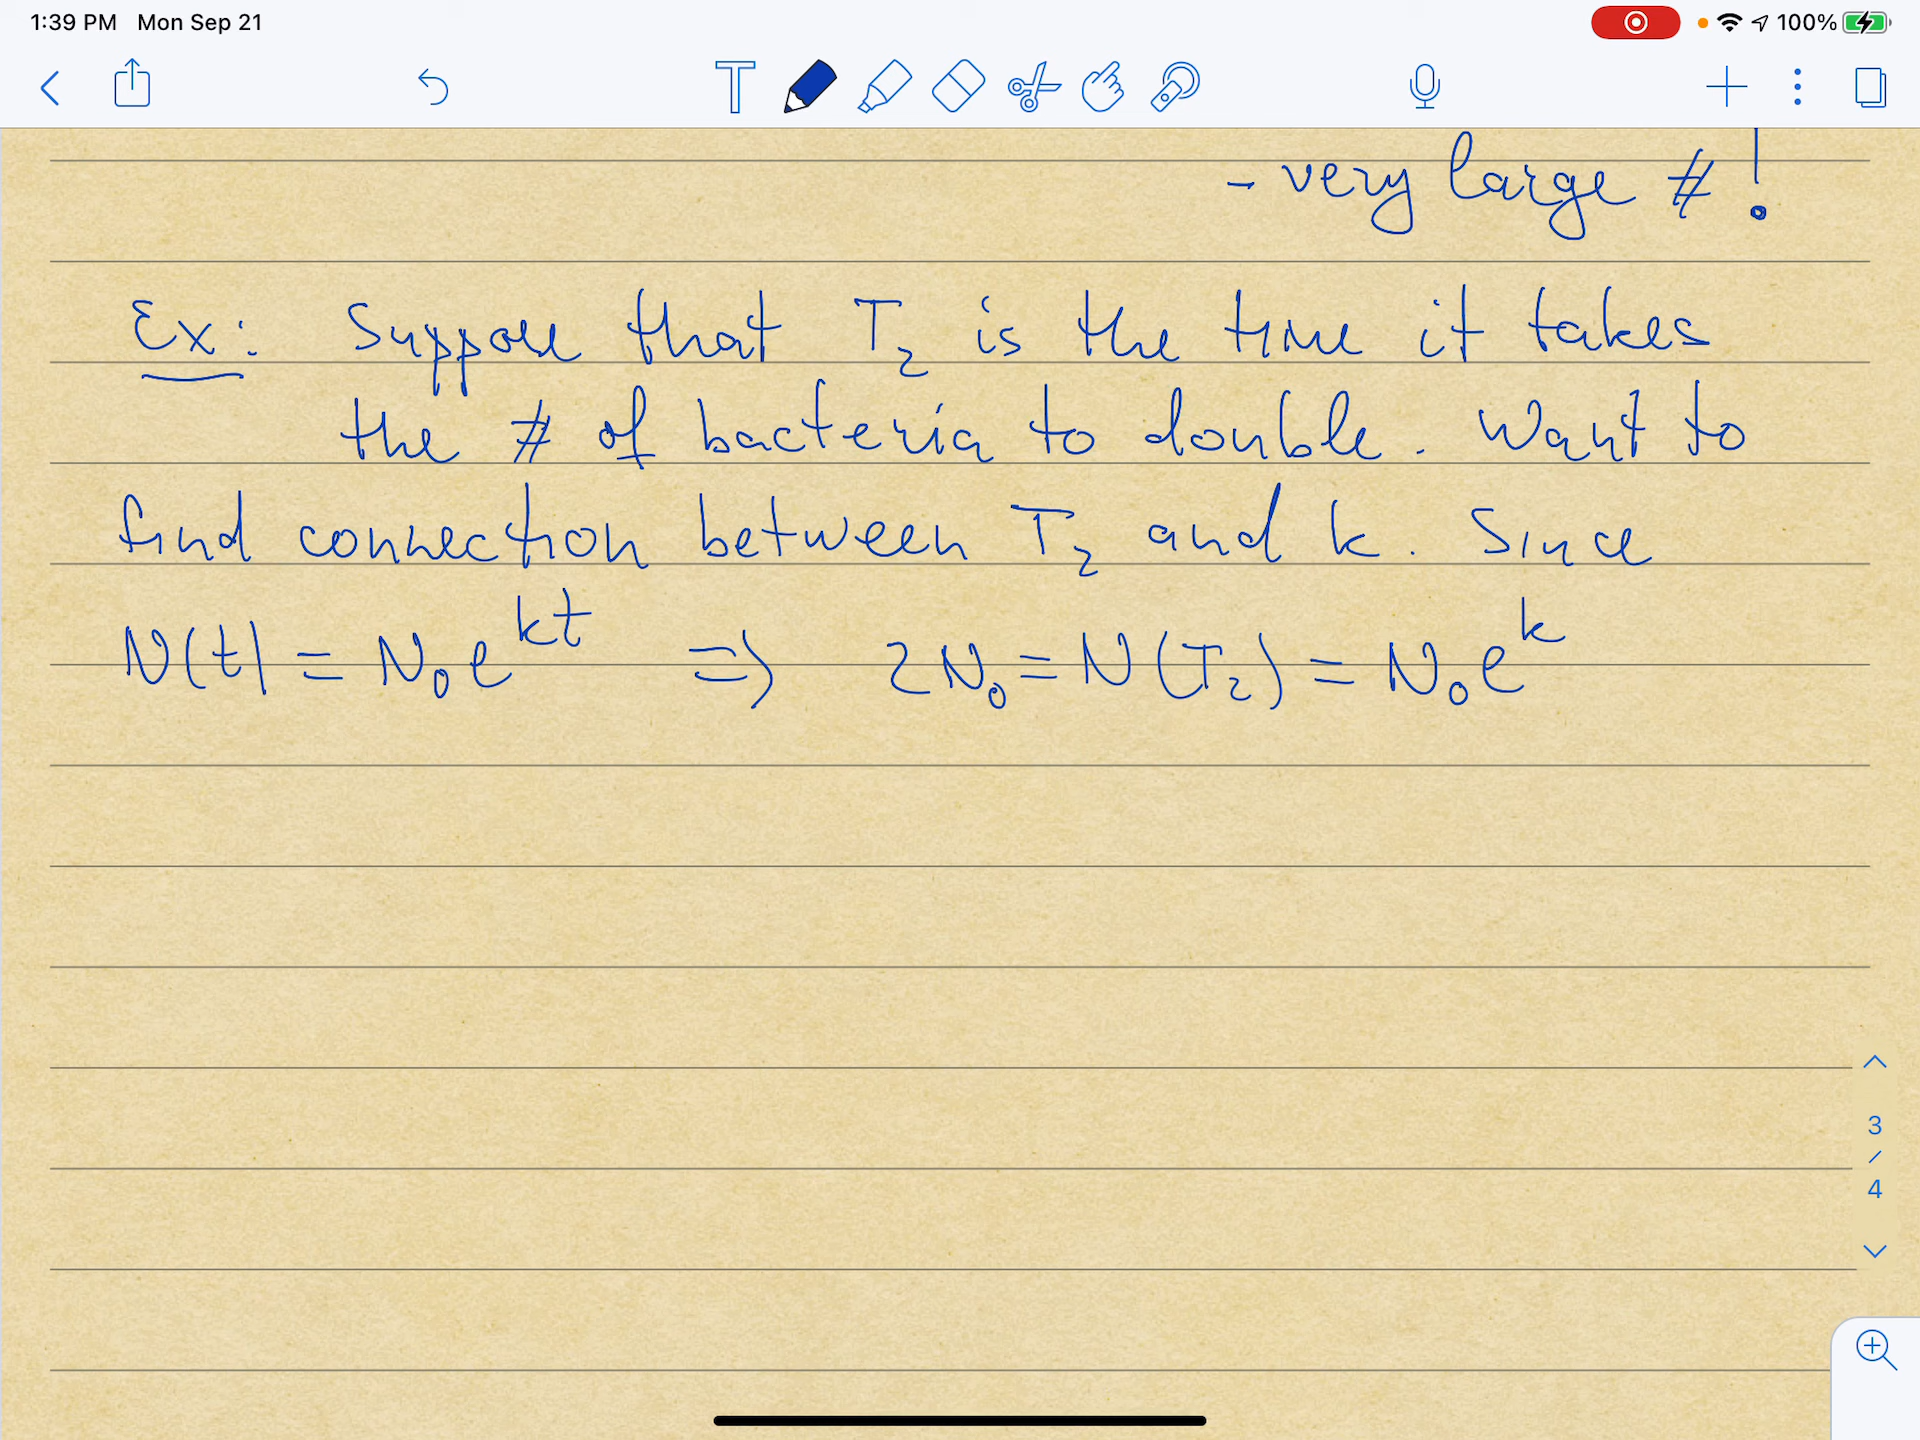 1:39 PM Mon Sep 21 100%
T
- very large #!
Ex: Suppose that T₂ is the time it takes
the # of bacteria to double. Want to
find connection between T₂ and k. Since
N(t) = N₀e^kt => 2N₀ = N(T₂) = N₀e^k
3
/
4